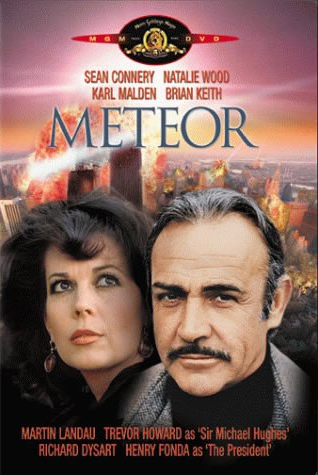 MGM DVD
SEAN CONNERY NATALIE WOOD
KARL MALDEN BRIAN KEITH
METEOR
MARTIN LANDAU TREVOR HOWARD as 'Sir Michael Hughes'
RICHARD DYSART HENRY FONDA as 'The President'